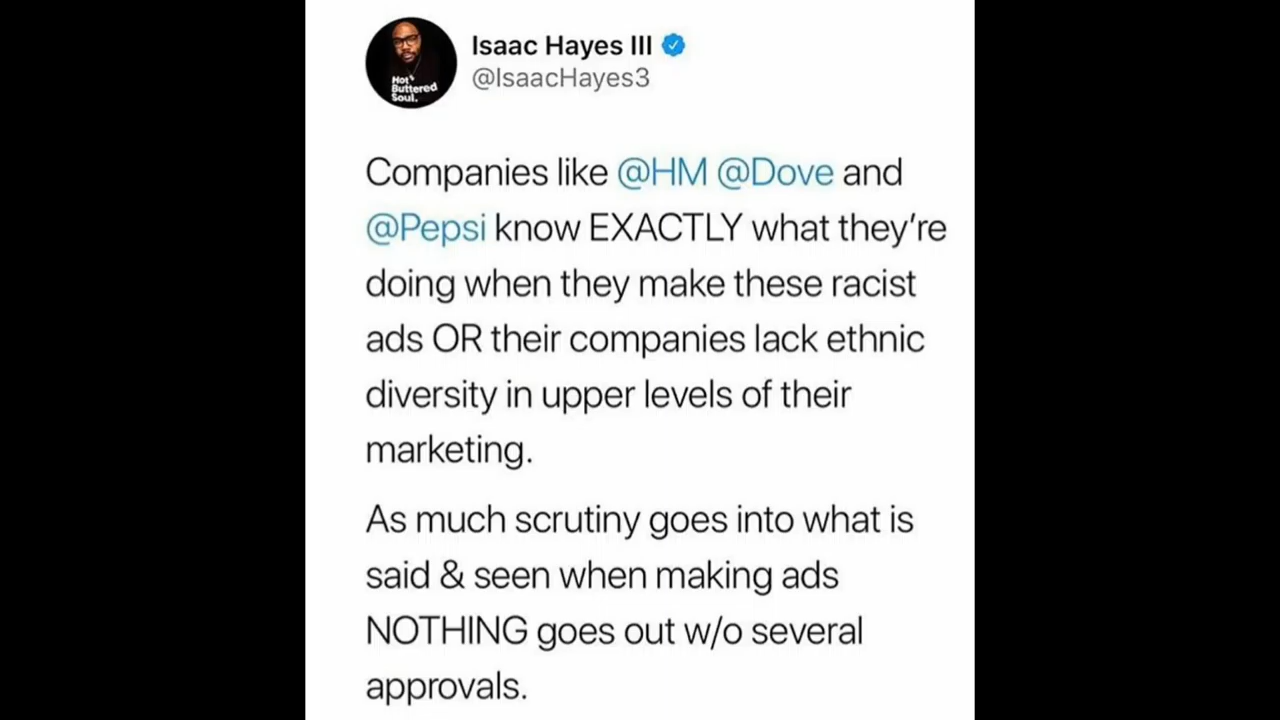 Isaac Hayes III
@IsaacHayes3
Hot
Buttered
Soul.
Companies like @HM @Dove and
@Pepsi know EXACTLY what they're
doing when they make these racist
ads OR their companies lack ethnic
diversity in upper levels of their
marketing.
As much scrutiny goes into what is
said & seen when making ads
NOTHING goes out w/o several
approvals.